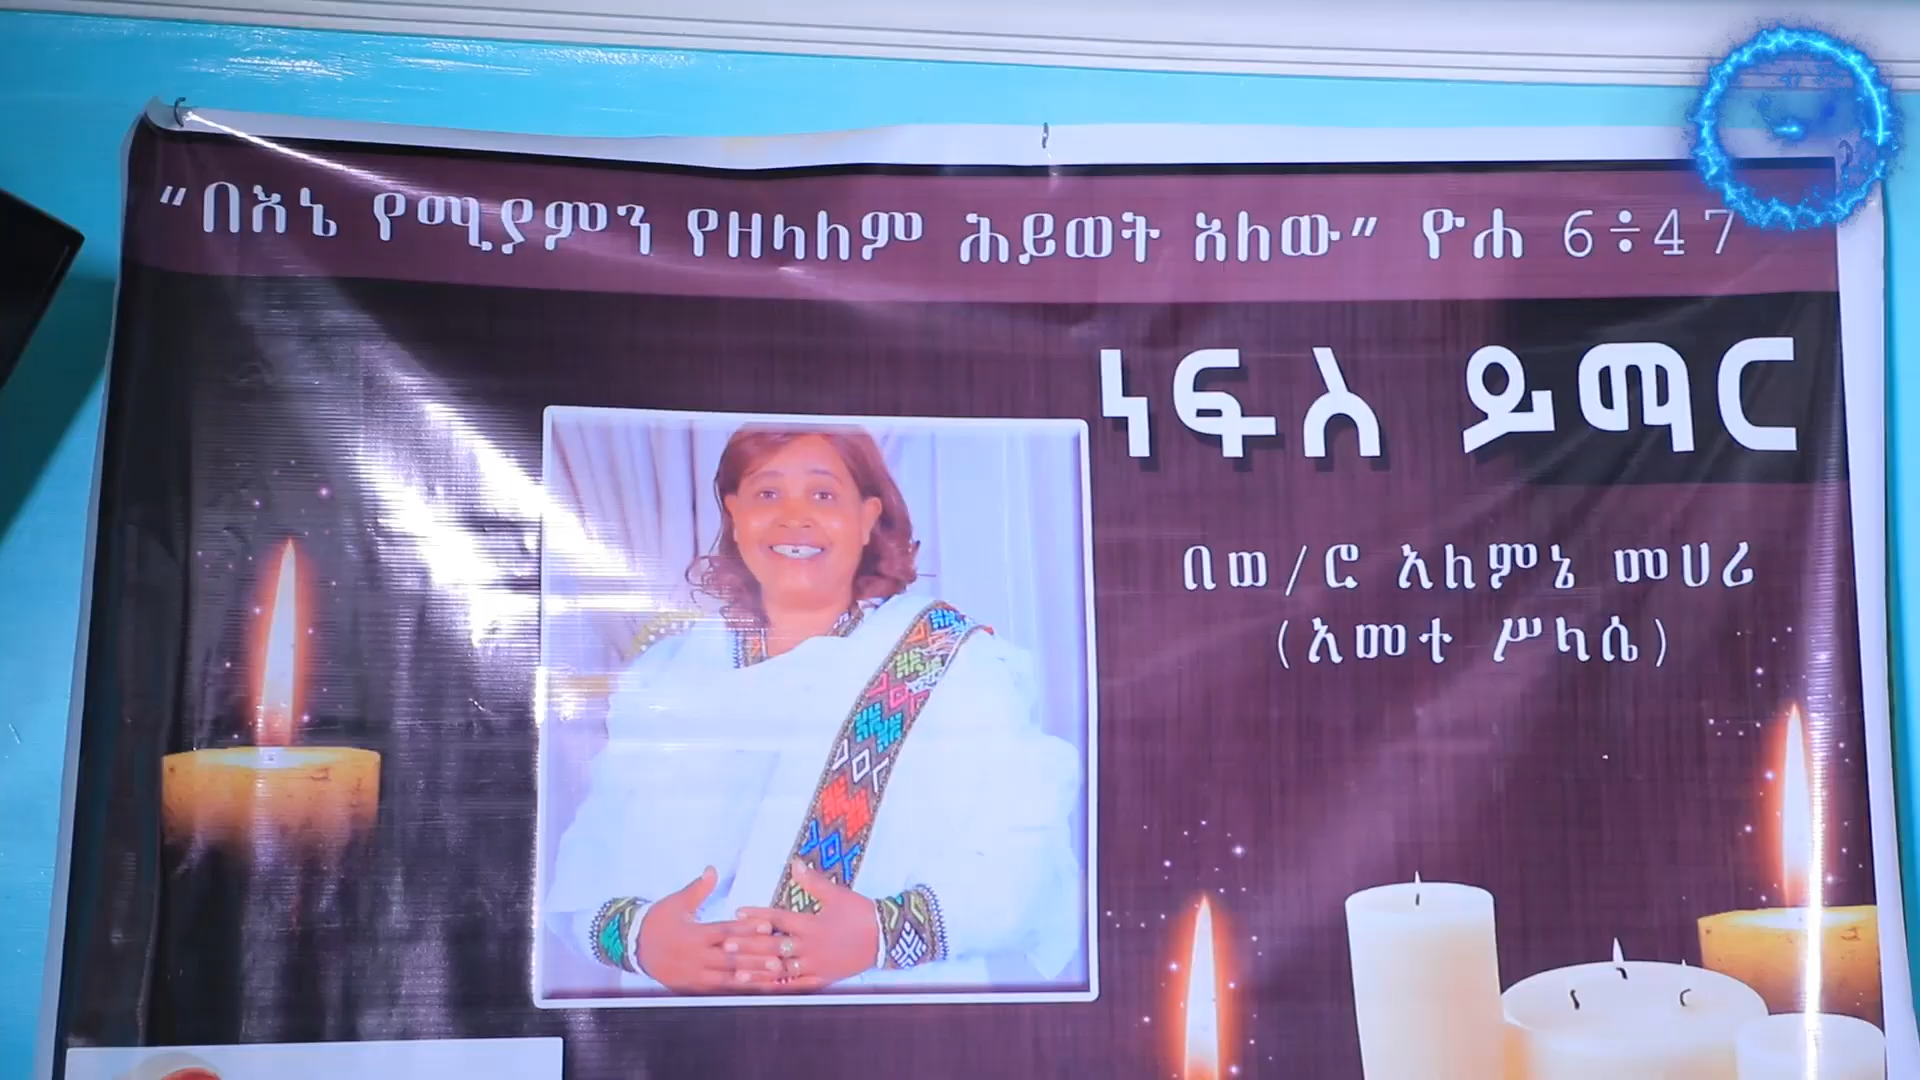 “በእኔ የሚያምን የዘላለም ሕይወት አለው” ዮሐ 6÷47
ነፍስ ይማር
በወ/ሮ አለምኔ መሀሪ
(አመተ ሥላሴ)